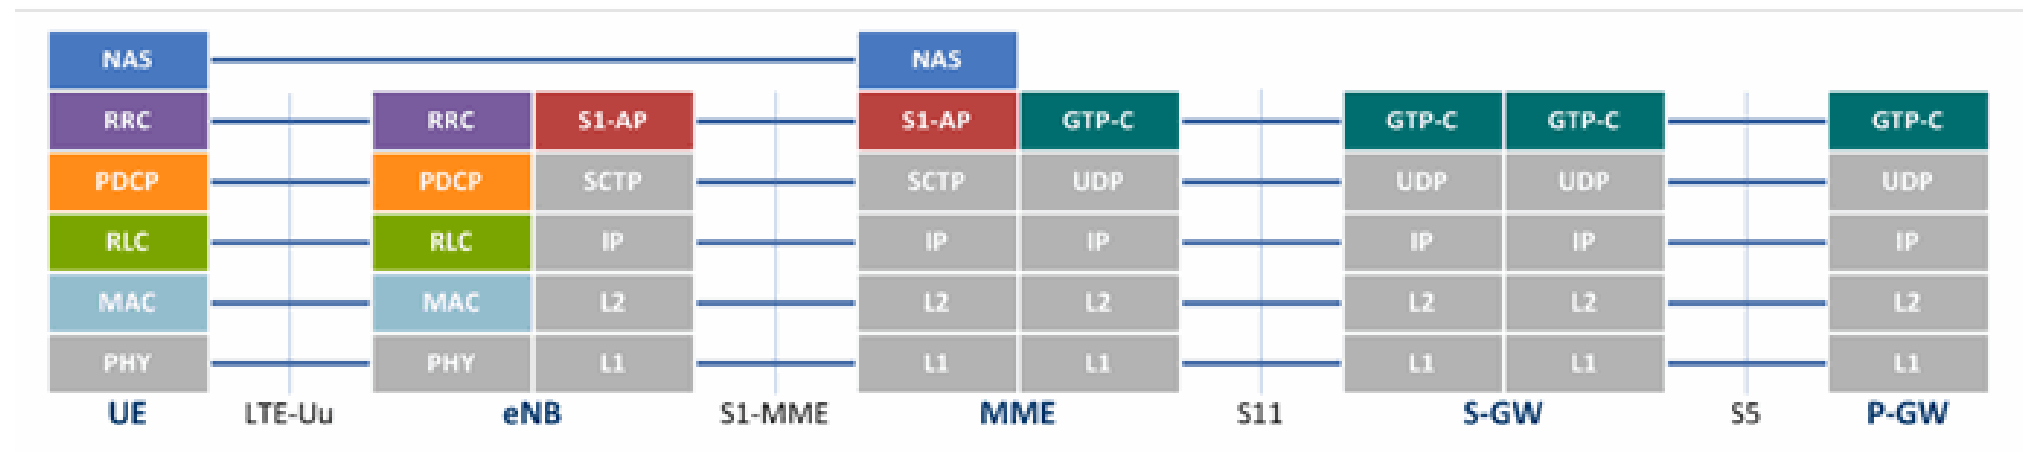 NAS NAS
RRC RRC S1-AP S1-AP GTP-C GTP-C GTP-C GTP-C
PDCP PDCP SCTP SCTP UDP UDP UDP UDP
RLC RLC IP IP IP IP IP IP
MAC MAC L2 L2 L2 L2 L2 L2
PHY PHY L1 L1 L1 L1 L1 L1
UE LTE-Uu eNB S1-MME MME S11 S-GW S5 P-GW